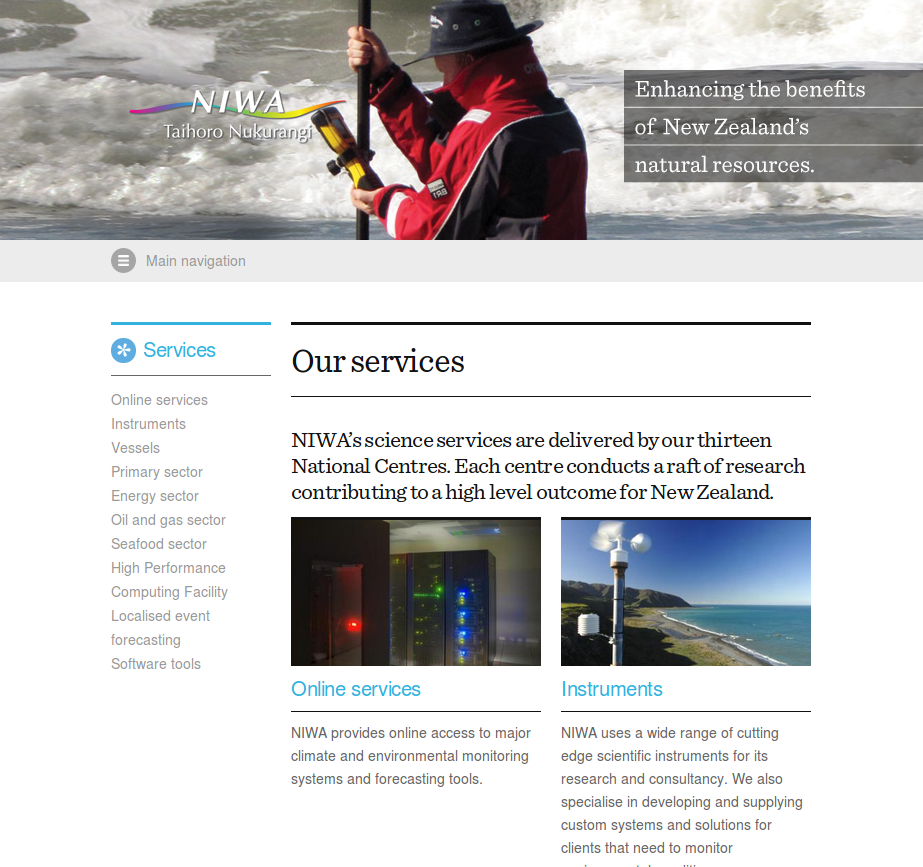 NIWA
Taihoro Nukurangi
Enhancing the benefits
of New Zealand's
natural resources.
Main navigation
Services
Online services
Instruments
Vessels
Primary sector
Energy sector
Oil and gas sector
Seafood sector
High Performance
Computing Facility
Localised event
forecasting
Software tools
Our services
NIWA's science services are delivered by our thirteen
National Centres. Each centre conducts a raft of research
contributing to a high level outcome for New Zealand.
Online services
NIWA provides online access to major
climate and environmental monitoring
systems and forecasting tools.
Instruments
NIWA uses a wide range of cutting
edge scientific instruments for its
research and consultancy. We also
specialise in developing and supplying
custom systems and solutions for
clients that need to monitor